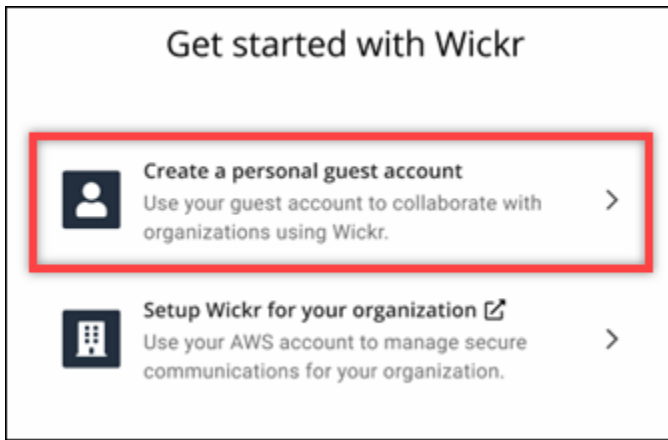 Get started with Wickr
Create a personal guest account
Use your guest account to collaborate with
organizations using Wickr.
Setup Wickr for your organization
Use your AWS account to manage secure
communications for your organization.